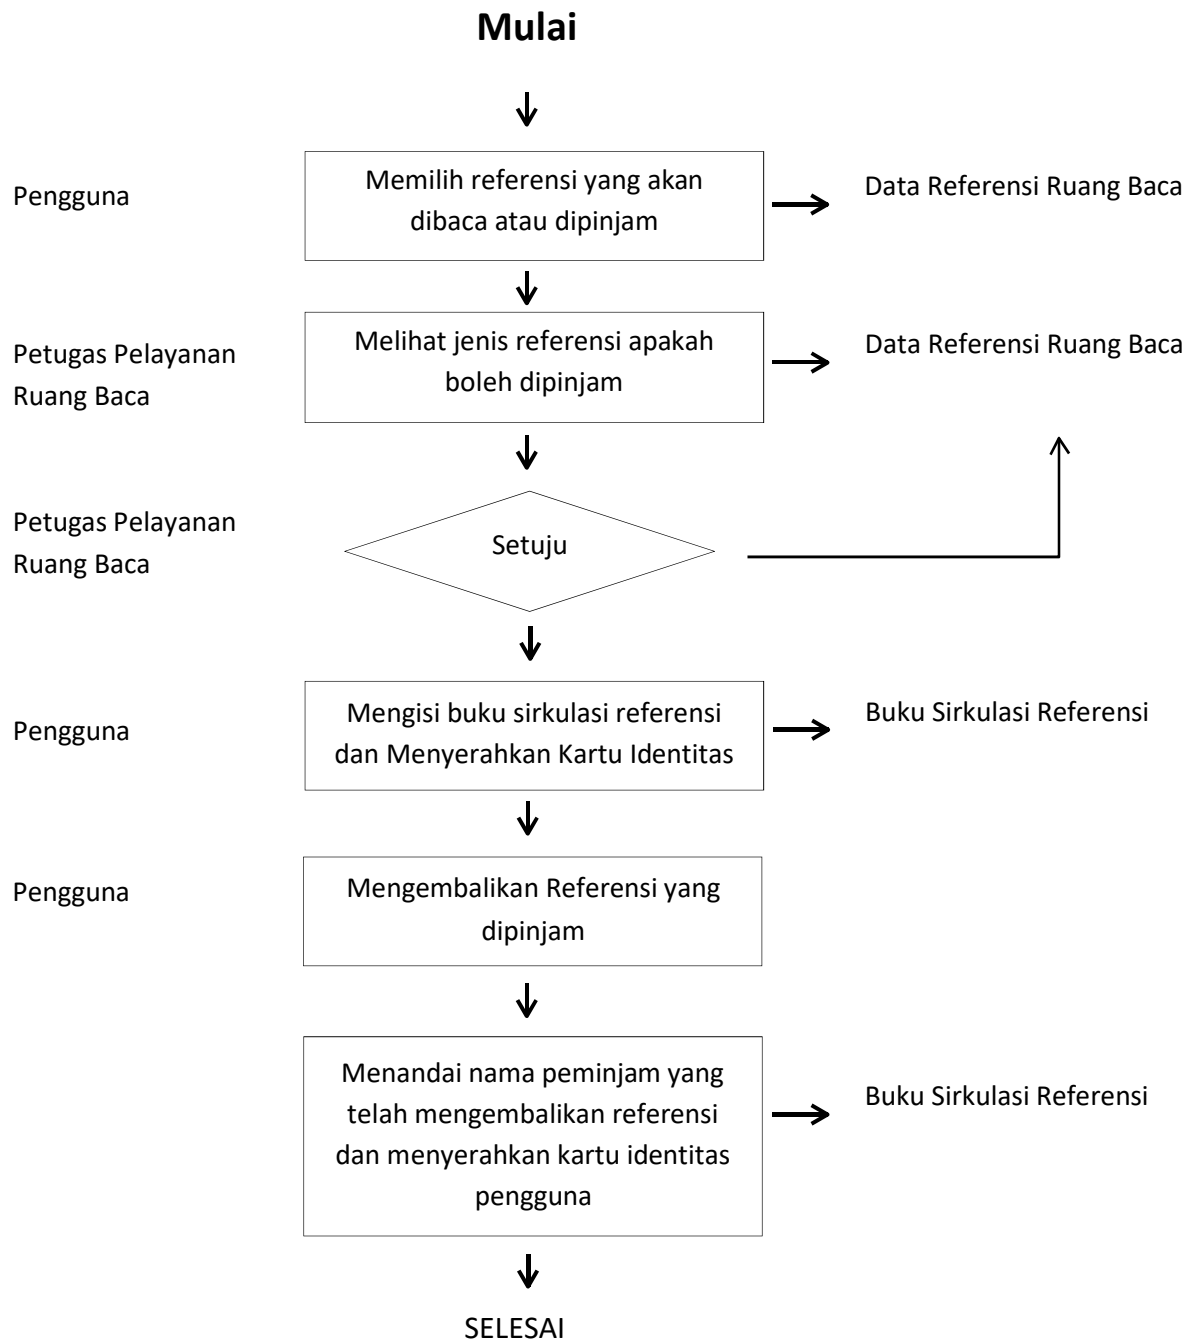 Mulai
Pengguna
Memilih referensi yang akan
dibaca atau dipinjam
Data Referensi Ruang Baca
Petugas Pelayanan
Ruang Baca
Melihat jenis referensi apakah
boleh dipinjam
Data Referensi Ruang Baca
Petugas Pelayanan
Ruang Baca
Setuju
Pengguna
Mengisi buku sirkulasi referensi
dan Menyerahkan Kartu Identitas
Buku Sirkulasi Referensi
Pengguna
Mengembalikan Referensi yang
dipinjam
Menandai nama peminjam yang
telah mengembalikan referensi
dan menyerahkan kartu identitas
pengguna
Buku Sirkulasi Referensi
SELESAI